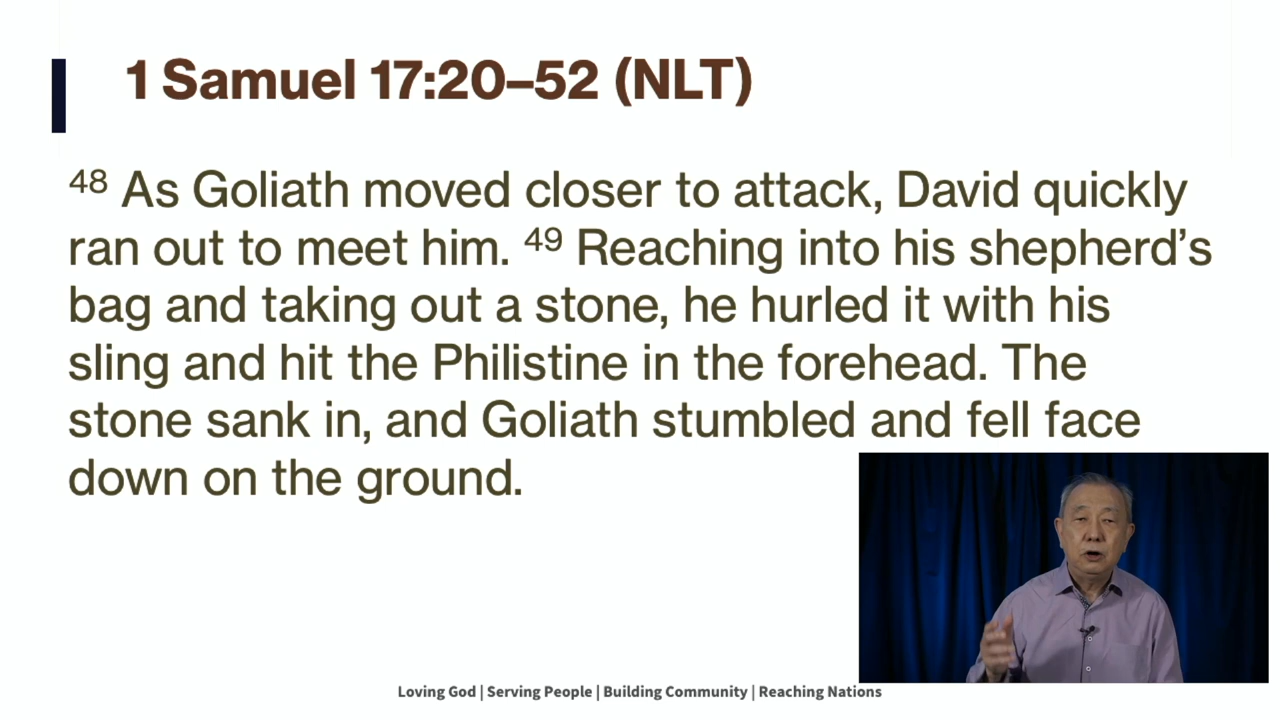 1 Samuel 17:20–52 (NLT)
48 As Goliath moved closer to attack, David quickly
ran out to meet him. 49 Reaching into his shepherd’s
bag and taking out a stone, he hurled it with his
sling and hit the Philistine in the forehead. The
stone sank in, and Goliath stumbled and fell face
down on the ground.
Loving God | Serving People | Building Community | Reaching Nations